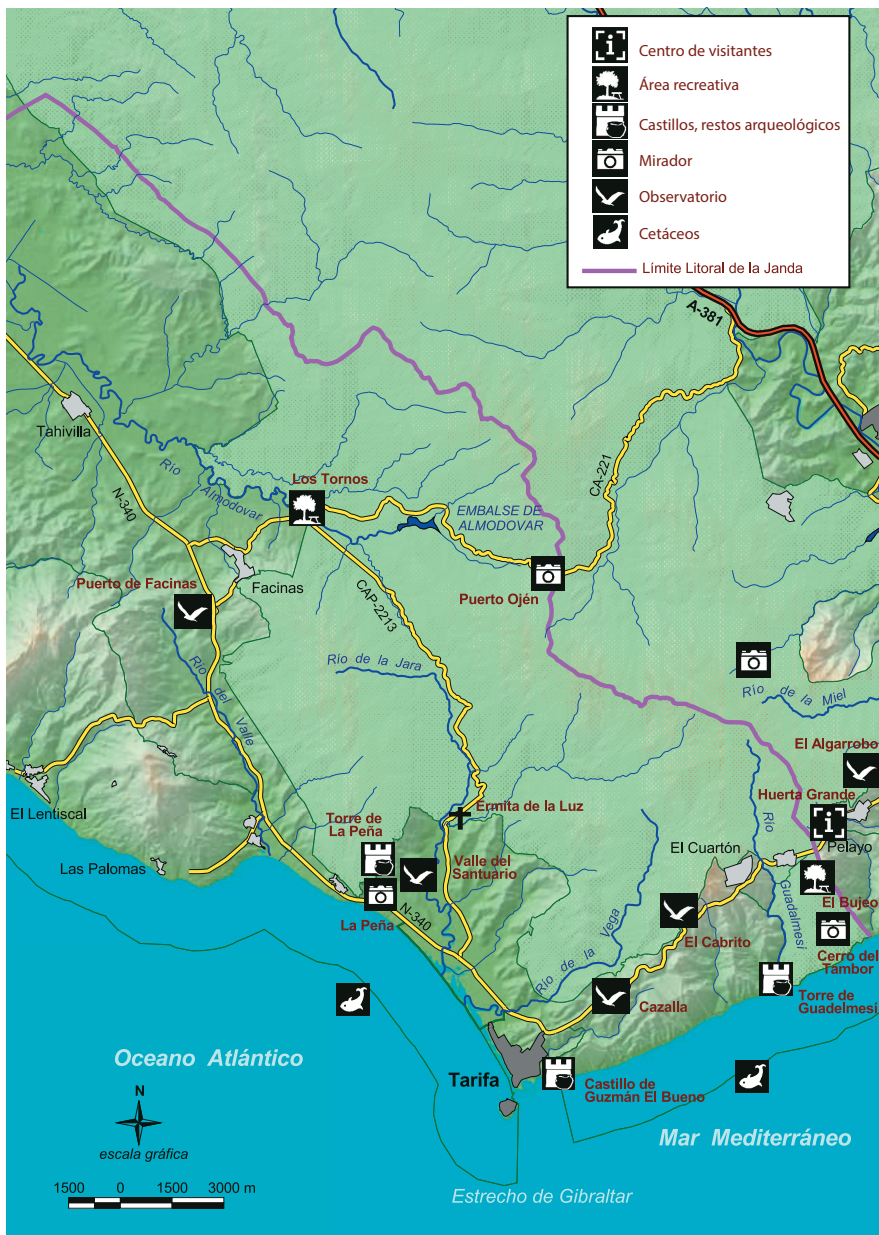 Centro de visitantes
Área recreativa
Castillos, restos arqueológicos
Mirador
Observatorio
Cetáceos
Límite Litoral de la Janda
A-381
Tahivilla
N-340
Río Almodovar
Los Tornos
EMBALSE DE
ALMODOVAR
CA-221
Puerto de Facinas
Facinas
CAP-2213
Puerto Ojén
Río del Valle
Río de la Jara
Río de la Miel
El Algarrobo
Huerta Grande
El Lentiscal
Ermita de la Luz
Torre de
La Peña
Las Palomas
Valle del
Santuario
El Cuartón
Río Guadalmesi
Pelayo
La Peña
N-340
El Bujeo
El Cabrito
Río de la Vega
Cerro del
Tambor
Cazalla
Torre de
Guadelmesi
Oceano Atlántico
Tarifa
Castillo de
Guzmán El Bueno
N
escala gráfica
Mar Mediterráneo
1500 0 1500 3000 m
Estrecho de Gibraltar